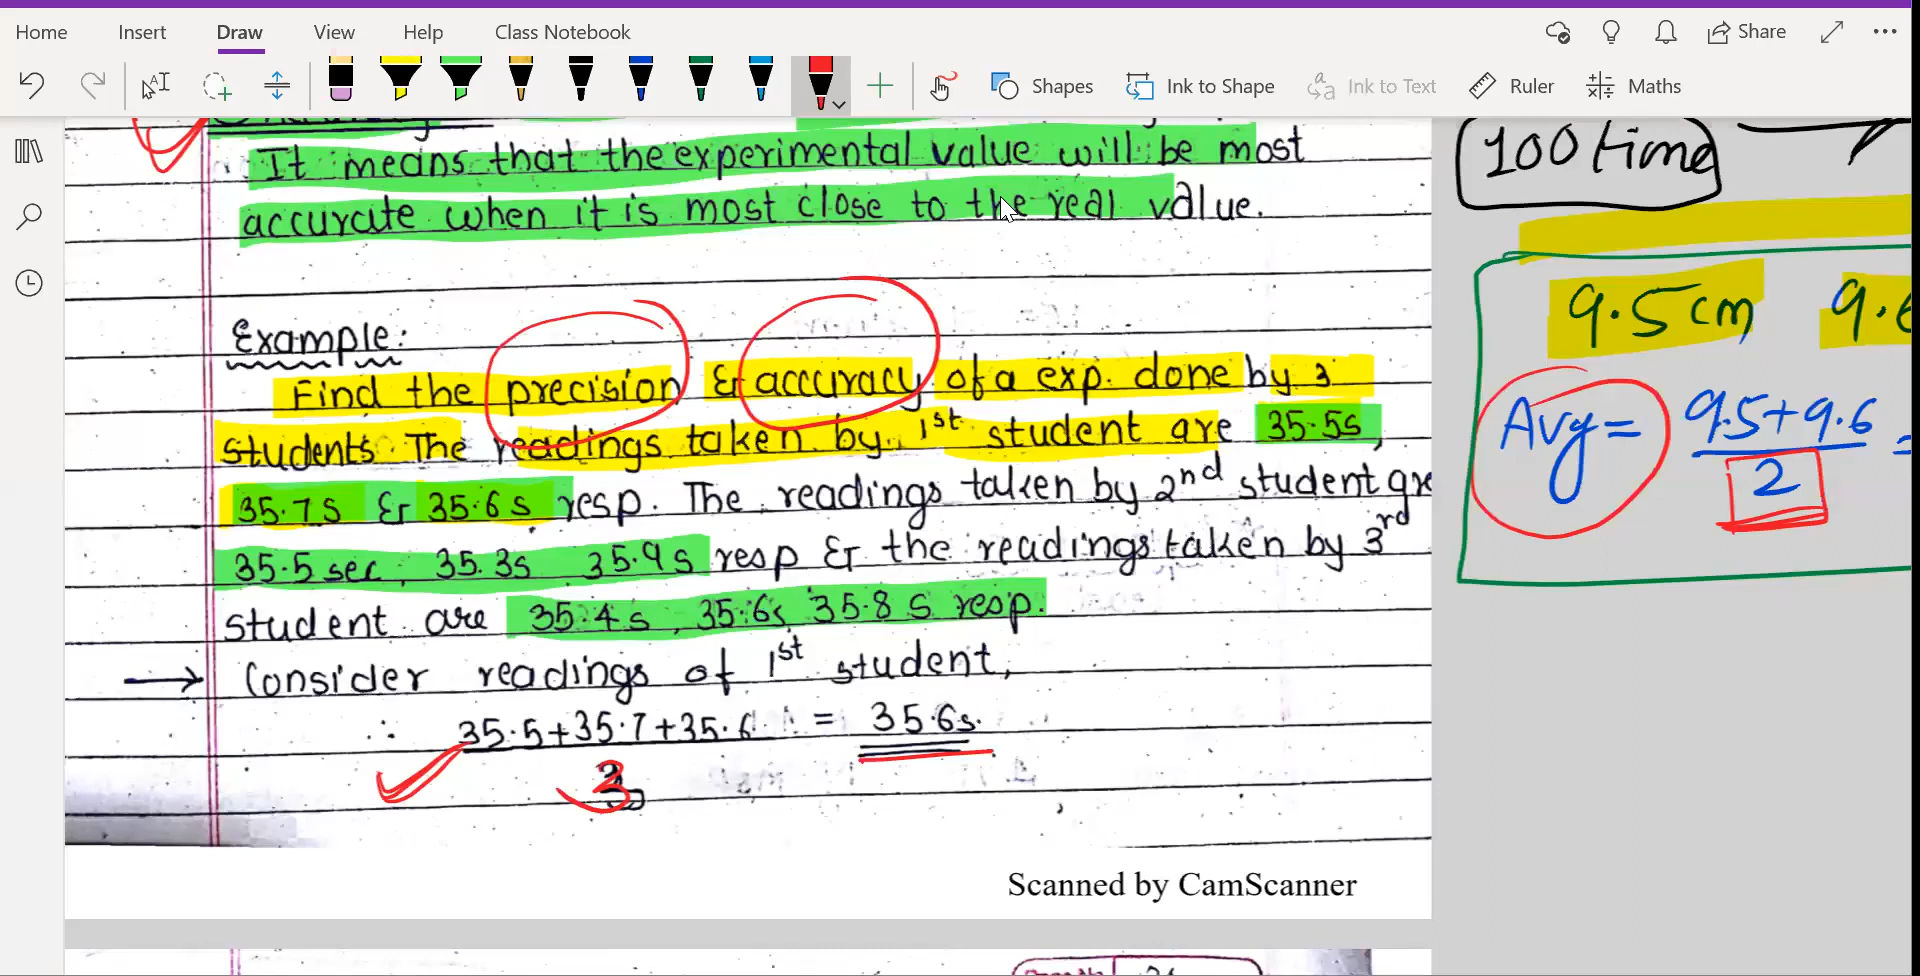 Home Insert Draw View Help Class Notebook Share
Shapes Ink to Shape Ink to Text Ruler Maths
It means that the experimental value will be most
accurate when it is most close to the real value.
Example:
Find the precision & accuracy of a exp. done by 3
students. The readings taken by 1st student are 35.5s,
35.7s & 35.6s resp. The readings taken by 2nd student are
35.5 sec, 35.3s 35.9s resp & the readings taken by 3rd
student are 35.4s, 35.6s 35.8 s resp.
→ Consider readings of 1st student,
∴ 35.5+35.7+35.6 = 35.6s.
3
Scanned by CamScanner
100 time
9.5 cm 9.6
Avg = 9.5+9.6 =
2